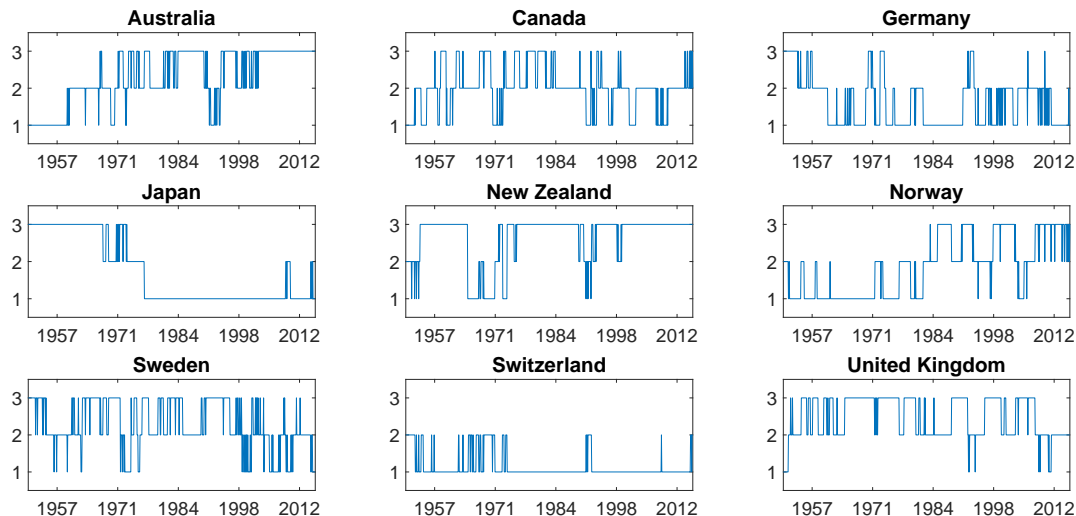 Australia Canada Germany
3 3 3
2 2 2
1 1 1
1957 1971 1984 1998 2012 1957 1971 1984 1998 2012 1957 1971 1984 1998 2012
Japan New Zealand Norway
3 3 3
2 2 2
1 1 1
1957 1971 1984 1998 2012 1957 1971 1984 1998 2012 1957 1971 1984 1998 2012
Sweden Switzerland United Kingdom
3 3 3
2 2 2
1 1 1
1957 1971 1984 1998 2012 1957 1971 1984 1998 2012 1957 1971 1984 1998 2012